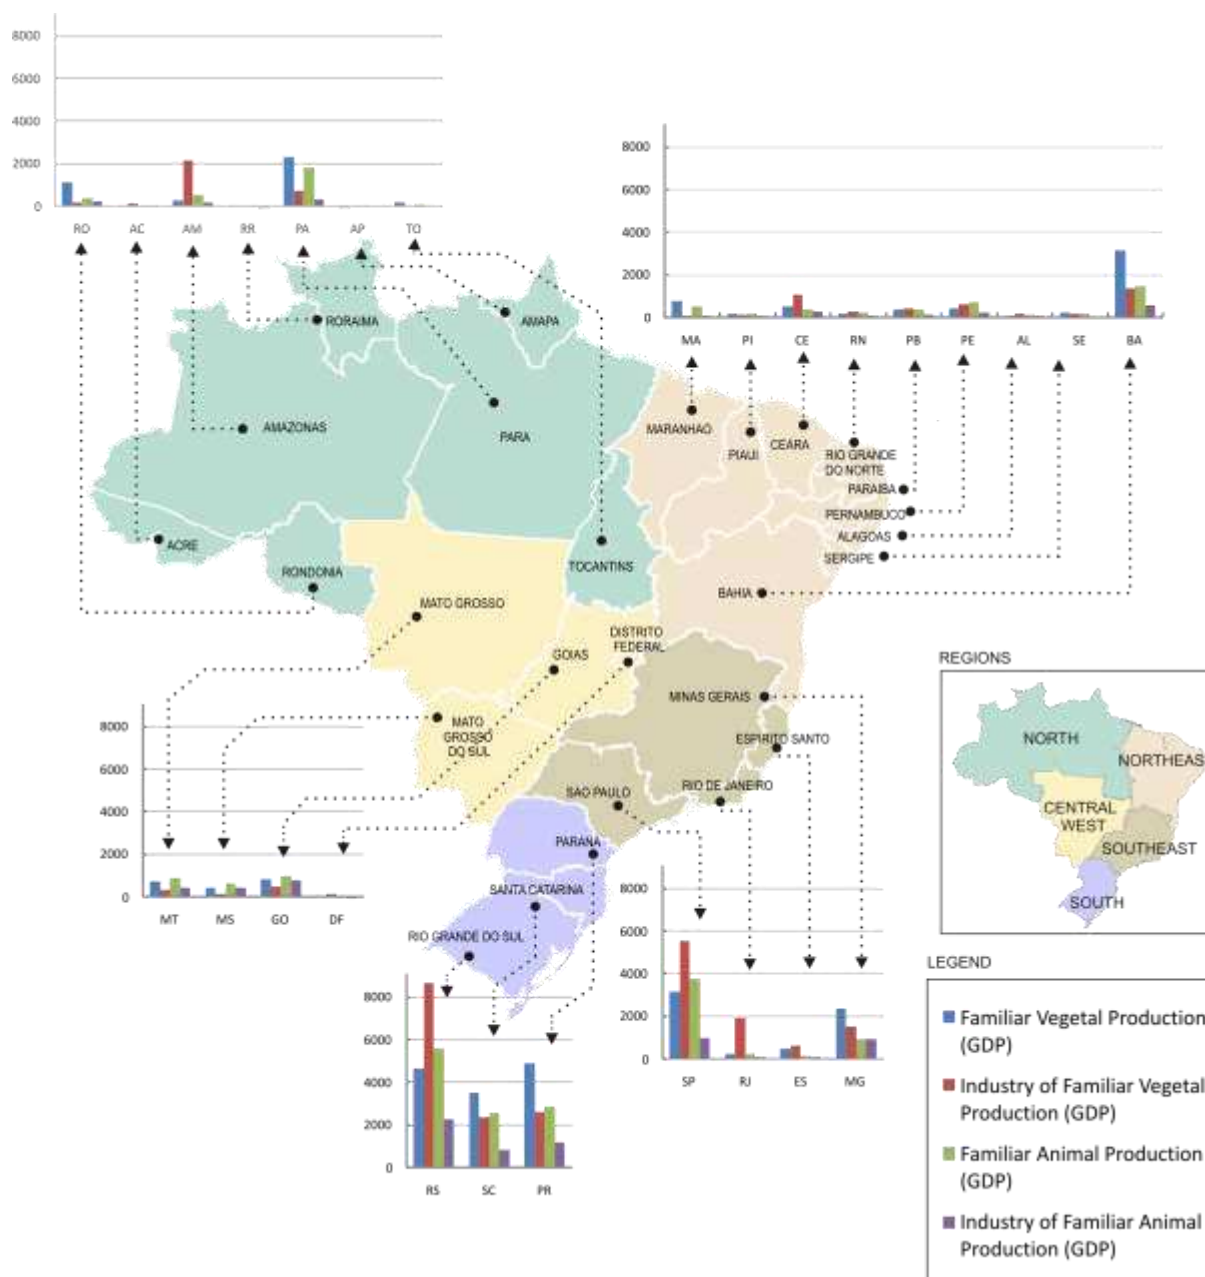 8000
6000
4000
2000
0
RO AC AM RR PA AP TO
8000
6000
4000
2000
0
MA PI CE RN PB PE AL SE BA
RORAIMA
AMAPA
AMAZONAS
PARA
MARANHAO
PIAUI
CEARA
RIO GRANDE
DO NORTE
PARAIBA
PERNAMBUCO
ALAGOAS
SERGIPE
ACRE
RONDONIA
TOCANTINS
BAHIA
MATO GROSSO
DISTRITO
FEDERAL
GOIAS
MINAS GERAIS
MATO
GROSSO
DO SUL
ESPIRITO SANTO
RIO DE JANEIRO
SAO PAULO
PARANA
SANTA CATARINA
RIO GRANDE DO SUL
8000
6000
4000
2000
0
MT MS GO DF
8000
6000
4000
2000
0
RS SC PR
8000
6000
4000
2000
0
SP RJ ES MG
REGIONS
NORTH
NORTHEAS
CENTRAL
WEST
SOUTHEAST
SOUTH
LEGEND
Familiar Vegetal Production
(GDP)
Industry of Familiar Vegetal
Production (GDP)
Familiar Animal Production
(GDP)
Industry of Familiar Animal
Production (GDP)